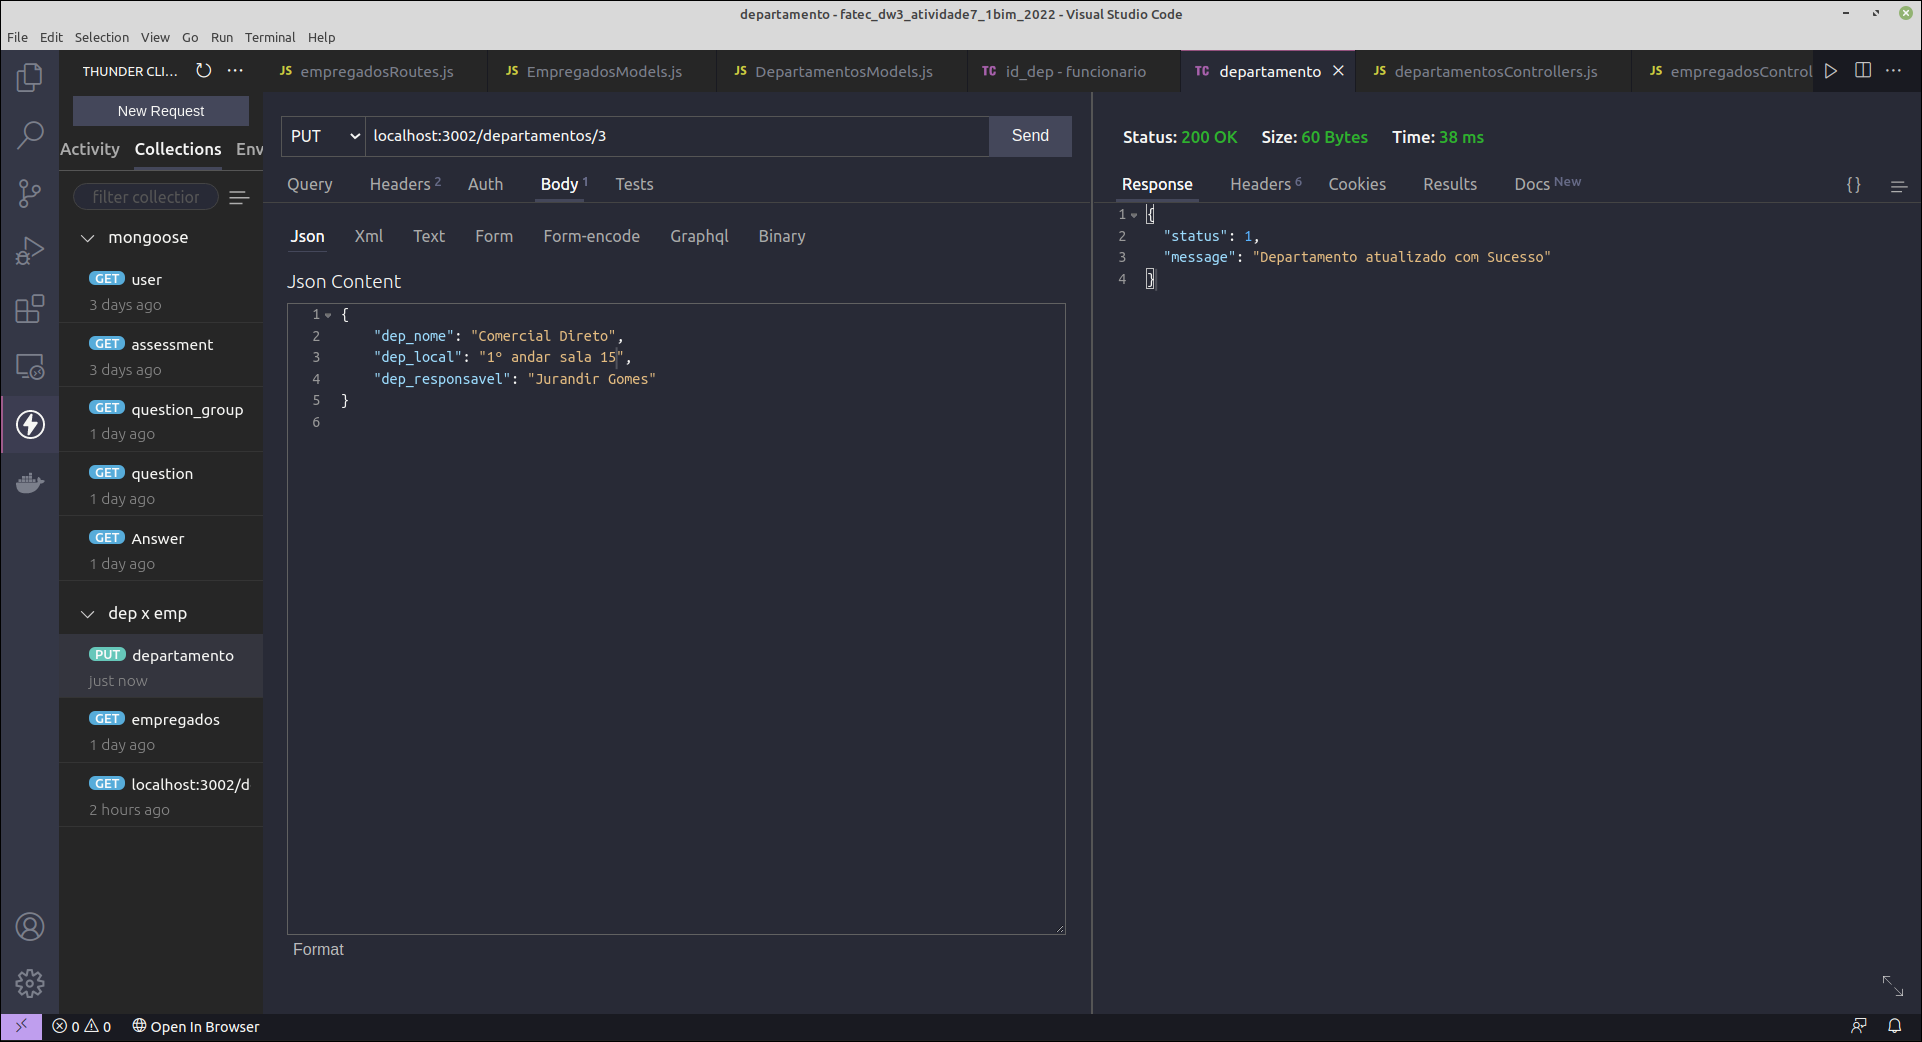 departamento - fatec_dw3_atividade7_1bim_2022 - Visual Studio Code
File Edit Selection View Go Run Terminal Help
THUNDER CLI... ...
JS empregadosRoutes.js
JS EmpregadosModels.js
JS DepartamentosModels.js
TC id_dep - funcionario
TC departamento
JS departamentosControllers.js
JS empregadosControl
...
New Request
Activity Collections Env
filter collection
mongoose
GET user
3 days ago
GET assessment
3 days ago
GET question_group
1 day ago
GET question
1 day ago
GET Answer
1 day ago
dep x emp
PUT departamento
just now
GET empregados
1 day ago
GET localhost:3002/d
2 hours ago
PUT localhost:3002/departamentos/3 Send
Query Headers 2 Auth Body 1 Tests
Json Xml Text Form Form-encode Graphql Binary
Json Content
1 {
2 "dep_nome": "Comercial Direto",
3 "dep_local": "1º andar sala 15",
4 "dep_responsavel": "Jurandir Gomes"
5 }
6
Format
Status: 200 OK Size: 60 Bytes Time: 38 ms
Response Headers 6 Cookies Results Docs New {}
1 {
2 "status": 1,
3 "message": "Departamento atualizado com Sucesso"
4 }
0 0 Open In Browser